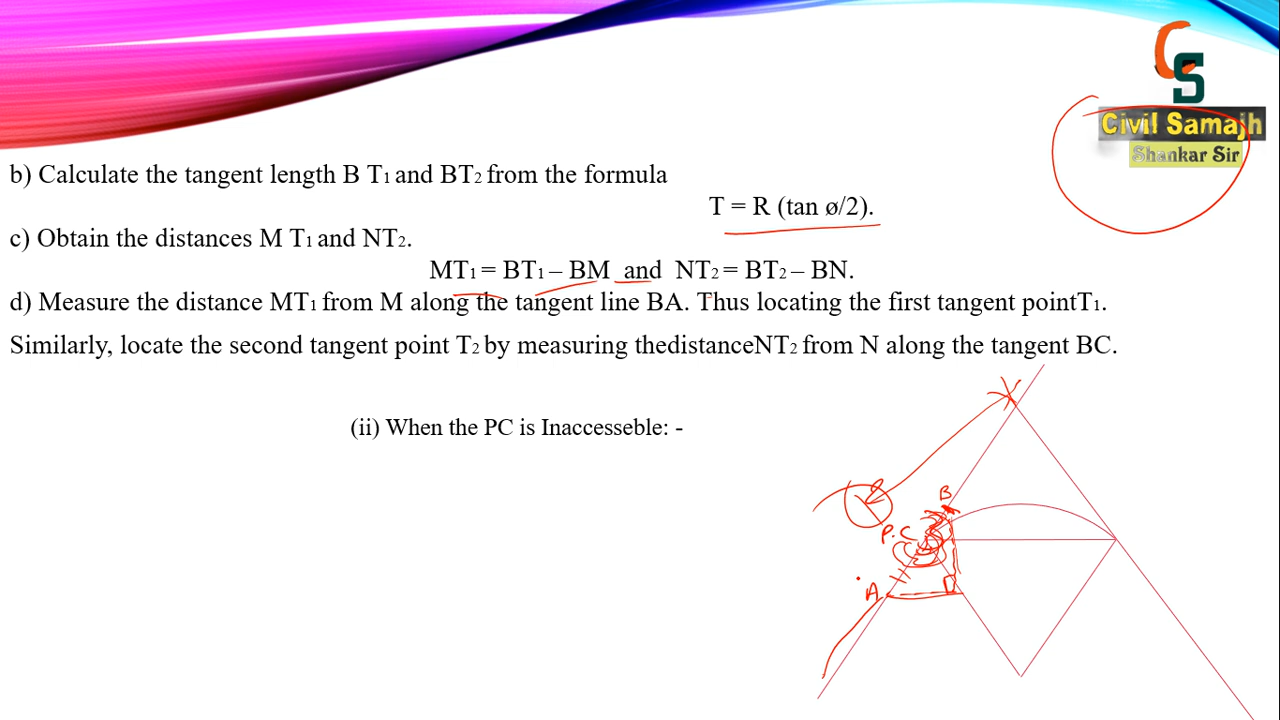 CS
Civil Samajh
Shankar Sir
b) Calculate the tangent length B T1 and BT2 from the formula
T = R (tan ø/2).
c) Obtain the distances M T1 and NT2.
MT1 = BT1 – BM and NT2 = BT2 – BN.
d) Measure the distance MT1 from M along the tangent line BA. Thus locating the first tangent pointT1.
Similarly, locate the second tangent point T2 by measuring thedistanceNT2 from N along the tangent BC.
(ii) When the PC is Inaccesseble: -
B
P.C
A
D